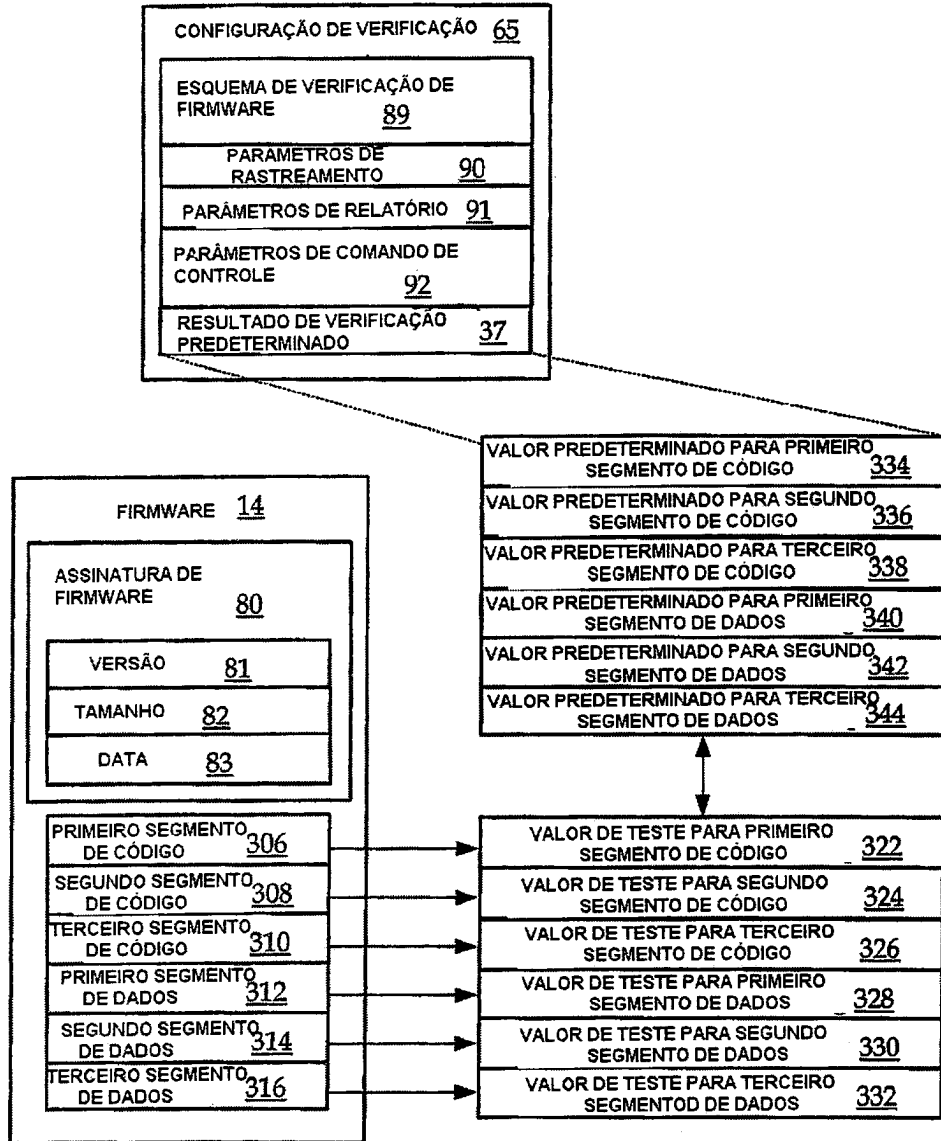 CONFIGURAÇÃO DE VERIFICAÇÃO 65
ESQUEMA DE VERIFICAÇÃO DE
FIRMWARE 89
PARAMETROS DE
RASTREAMENTO 90
PARÂMETROS DE RELATÓRIO 91
PARÂMETROS DE COMANDO DE
CONTROLE
92
RESULTADO DE VERIFICAÇÃO
PREDETERMINADO 37
VALOR PREDETERMINADO PARA PRIMEIRO
SEGMENTO DE CÓDIGO 334
VALOR PREDETERMINADO PARA SEGUNDO
SEGMENTO DE CÓDIGO 336
VALOR PREDETERMINADO PARA TERCEIRO
SEGMENTO DE CÓDIGO 338
VALOR PREDETERMINADO PARA PRIMEIRO
SEGMENTO DE DADOS 340
VALOR PREDETERMINADO PARA SEGUNDO
SEGMENTO DE DADOS 342
VALOR PREDETERMINADO PARA TERCEIRO
SEGMENTO DE DADOS 344
FIRMWARE 14
ASSINATURA DE
FIRMWARE 80
VERSÃO 81
TAMANHO 82
DATA 83
PRIMEIRO SEGMENTO
DE CÓDIGO 306
SEGUNDO SEGMENTO
DE CÓDIGO 308
TERCEIRO SEGMENTO
DE CÓDIGO 310
PRIMEIRO SEGMENTO
DE DADOS 312
SEGUNDO SEGMENTO
DE DADOS 314
TERCEIRO SEGMENTO
DE DADOS 316
VALOR DE TESTE PARA PRIMEIRO
SEGMENTO DE CÓDIGO 322
VALOR DE TESTE PARA SEGUNDO
SEGMENTO DE CÓDIGO 324
VALOR DE TESTE PARA TERCEIRO
SEGMENTO DE CÓDIGO 326
VALOR DE TESTE PARA PRIMEIRO
SEGMENTO DE DADOS 328
VALOR DE TESTE PARA SEGUNDO
SEGMENTO DE DADOS 330
VALOR DE TESTE PARA TERCEIRO
SEGMENTOD DE DADOS 332